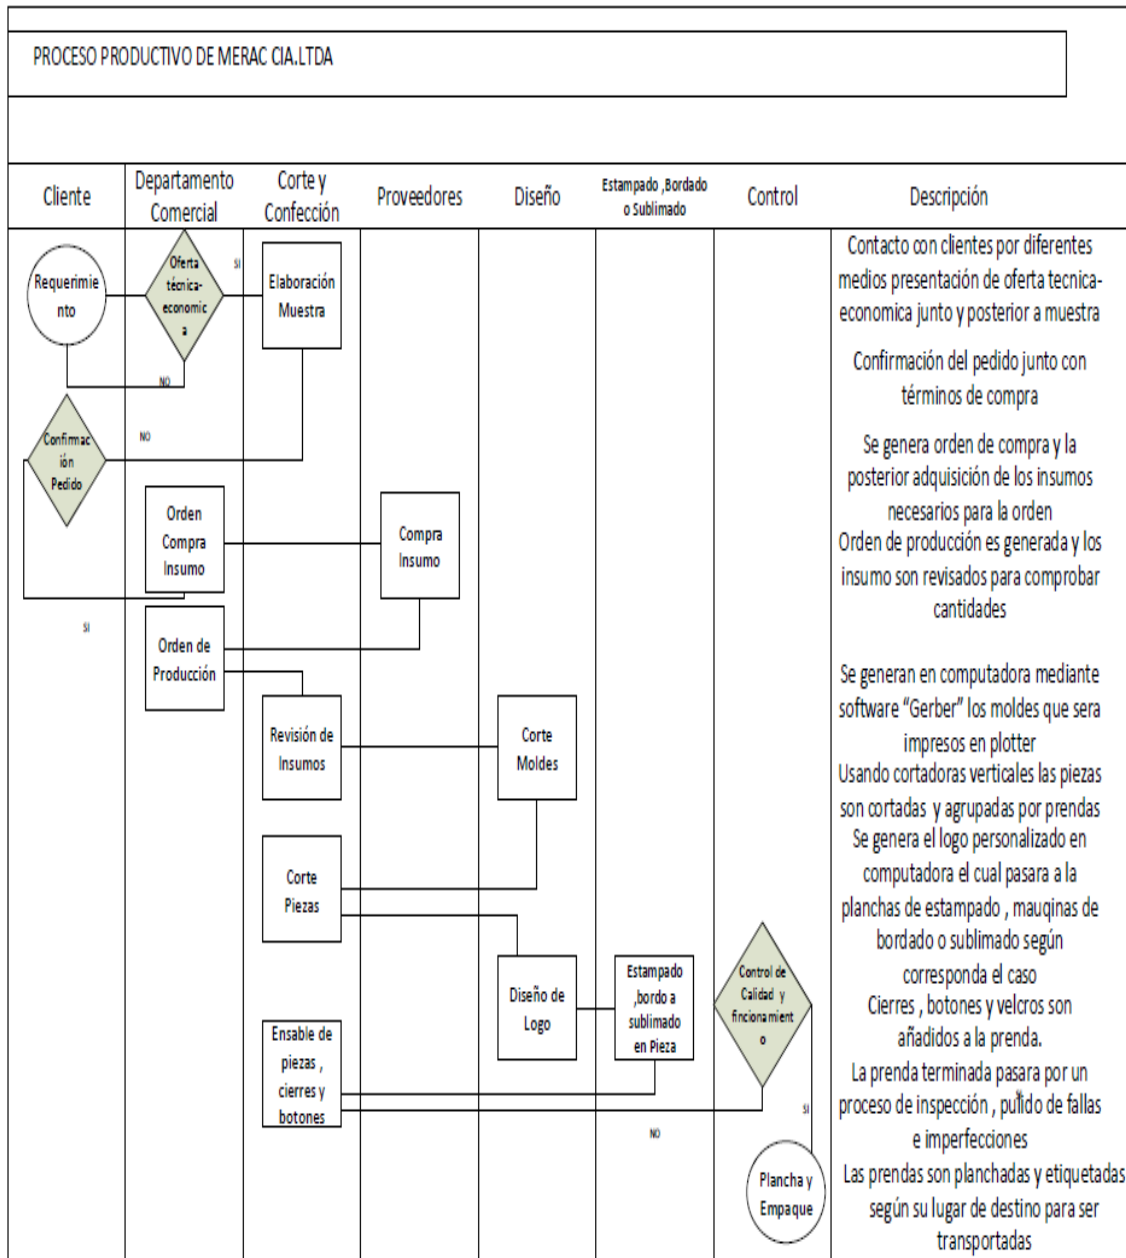 PROCESO PRODUCTIVO DE MERAC CIA.LTDA
Cliente
Departamento
Comercial
Corte y
Confección
Proveedores
Diseño
Estampado ,Bordado
o Sublimado
Control
Descripción
Requerimie
nto
Oferta
técnica-
economic
a
SI
Elaboración
Muestra
NO
Confirmac
ión
Pedido
NO
Orden
Compra
Insumo
Compra
Insumo
SI
Orden de
Producción
Revisión de
Insumos
Corte
Moldes
Corte
Piezas
Diseño de
Logo
Estampado
,bordo a
sublimado
en Pieza
Control de
Calidad y
fincionamient
o
Ensable de
piezas ,
cierres y
botones
SI
NO
Plancha y
Empaque
Contacto con clientes por diferentes
medios presentación de oferta tecnica-
economica junto y posterior a muestra
Confirmación del pedido junto con
términos de compra
Se genera orden de compra y la
posterior adquisición de los insumos
necesarios para la orden
Orden de producción es generada y los
insumo son revisados para comprobar
cantidades
Se generan en computadora mediante
software “Gerber” los moldes que sera
impresos en plotter
Usando cortadoras verticales las piezas
son cortadas y agrupadas por prendas
Se genera el logo personalizado en
computadora el cual pasara a la
planchas de estampado , mauqinas de
bordado o sublimado según
corresponda el caso
Cierres , botones y velcros son
añadidos a la prenda.
La prenda terminada pasara por un
proceso de inspección , pulido de fallas
e imperfecciones
Las prendas son planchadas y etiquetadas
según su lugar de destino para ser
transportadas